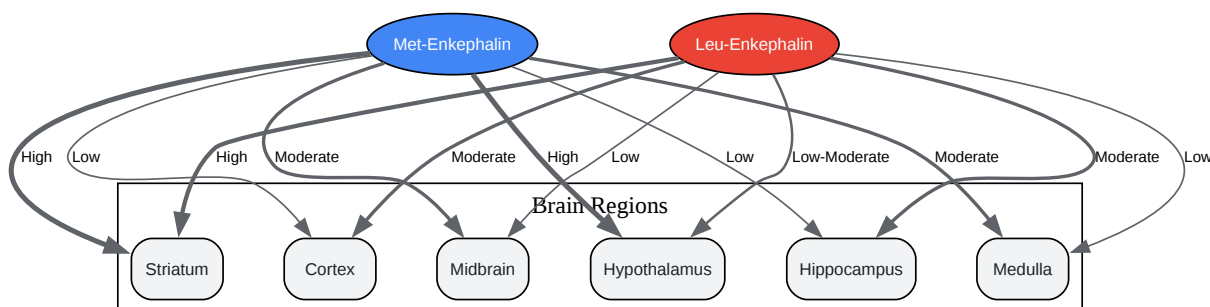 Met-Enkephalin
Leu-Enkephalin
High
Low
High
Moderate
Moderate
High
Low
Low
Low-Moderate
Moderate
Moderate
Low
Brain Regions
Striatum
Cortex
Midbrain
Hypothalamus
Hippocampus
Medulla